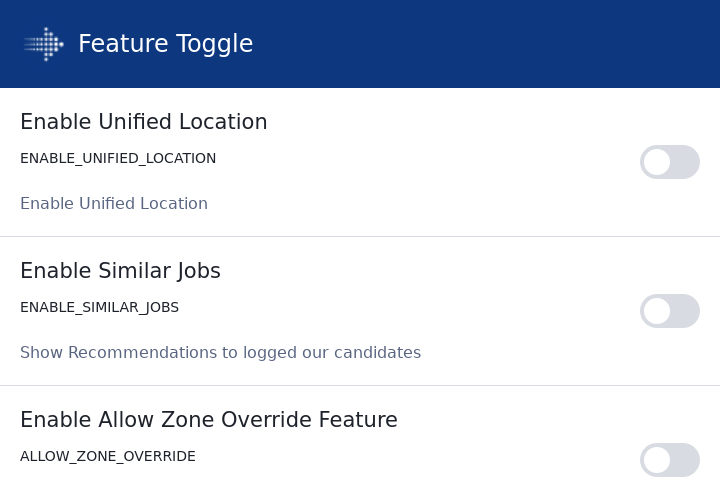 Feature Toggle
Enable Unified Location
ENABLE_UNIFIED_LOCATION
Enable Unified Location
Enable Similar Jobs
ENABLE_SIMILAR_JOBS
Show Recommendations to logged our candidates
Enable Allow Zone Override Feature
ALLOW_ZONE_OVERRIDE